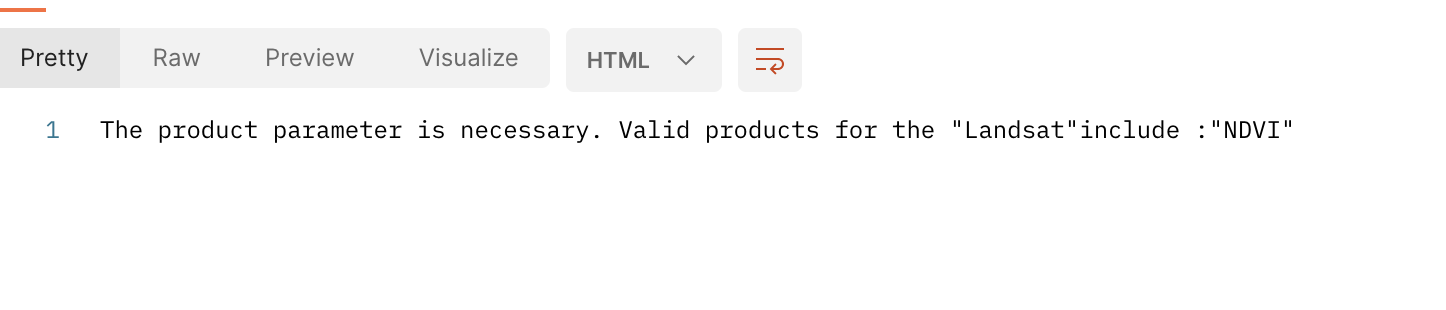 Pretty Raw Preview Visualize HTML
1 The product parameter is necessary. Valid products for the "Landsat"include :"NDVI"